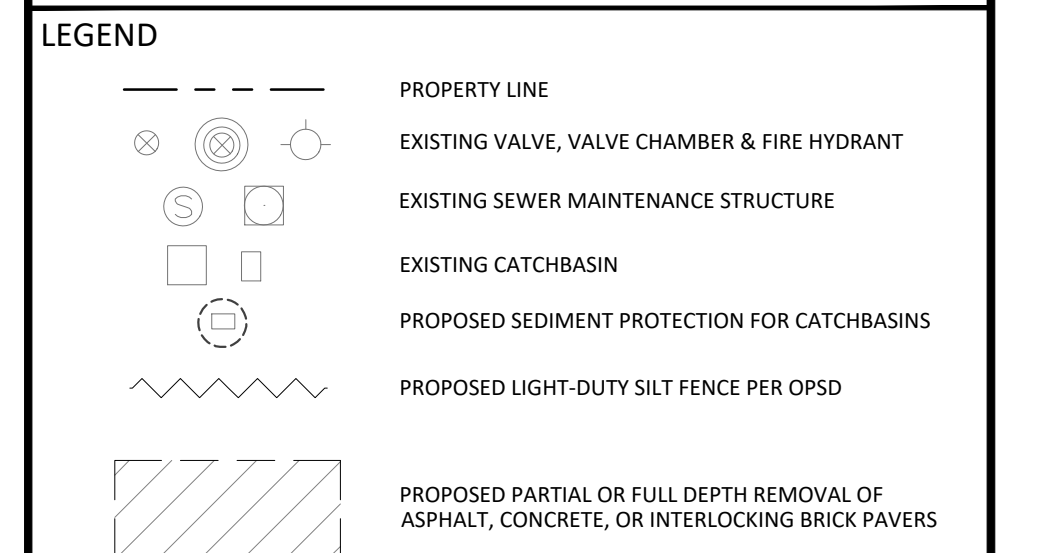 LEGEND
PROPERTY LINE
EXISTING VALVE, VALVE CHAMBER & FIRE HYDRANT
S
EXISTING SEWER MAINTENANCE STRUCTURE
EXISTING CATCHBASIN
PROPOSED SEDIMENT PROTECTION FOR CATCHBASINS
PROPOSED LIGHT-DUTY SILT FENCE PER OPSD
PROPOSED PARTIAL OR FULL DEPTH REMOVAL OF
ASPHALT, CONCRETE, OR INTERLOCKING BRICK PAVERS